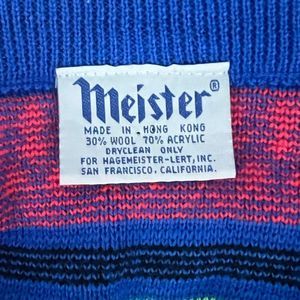 Meister®
MADE IN HONG KONG
30% WOOL 70% ACRYLIC
DRYCLEAN ONLY
FOR HAGEMEISTER-LERT, INC.
SAN FRANCISCO, CALIFORNIA.